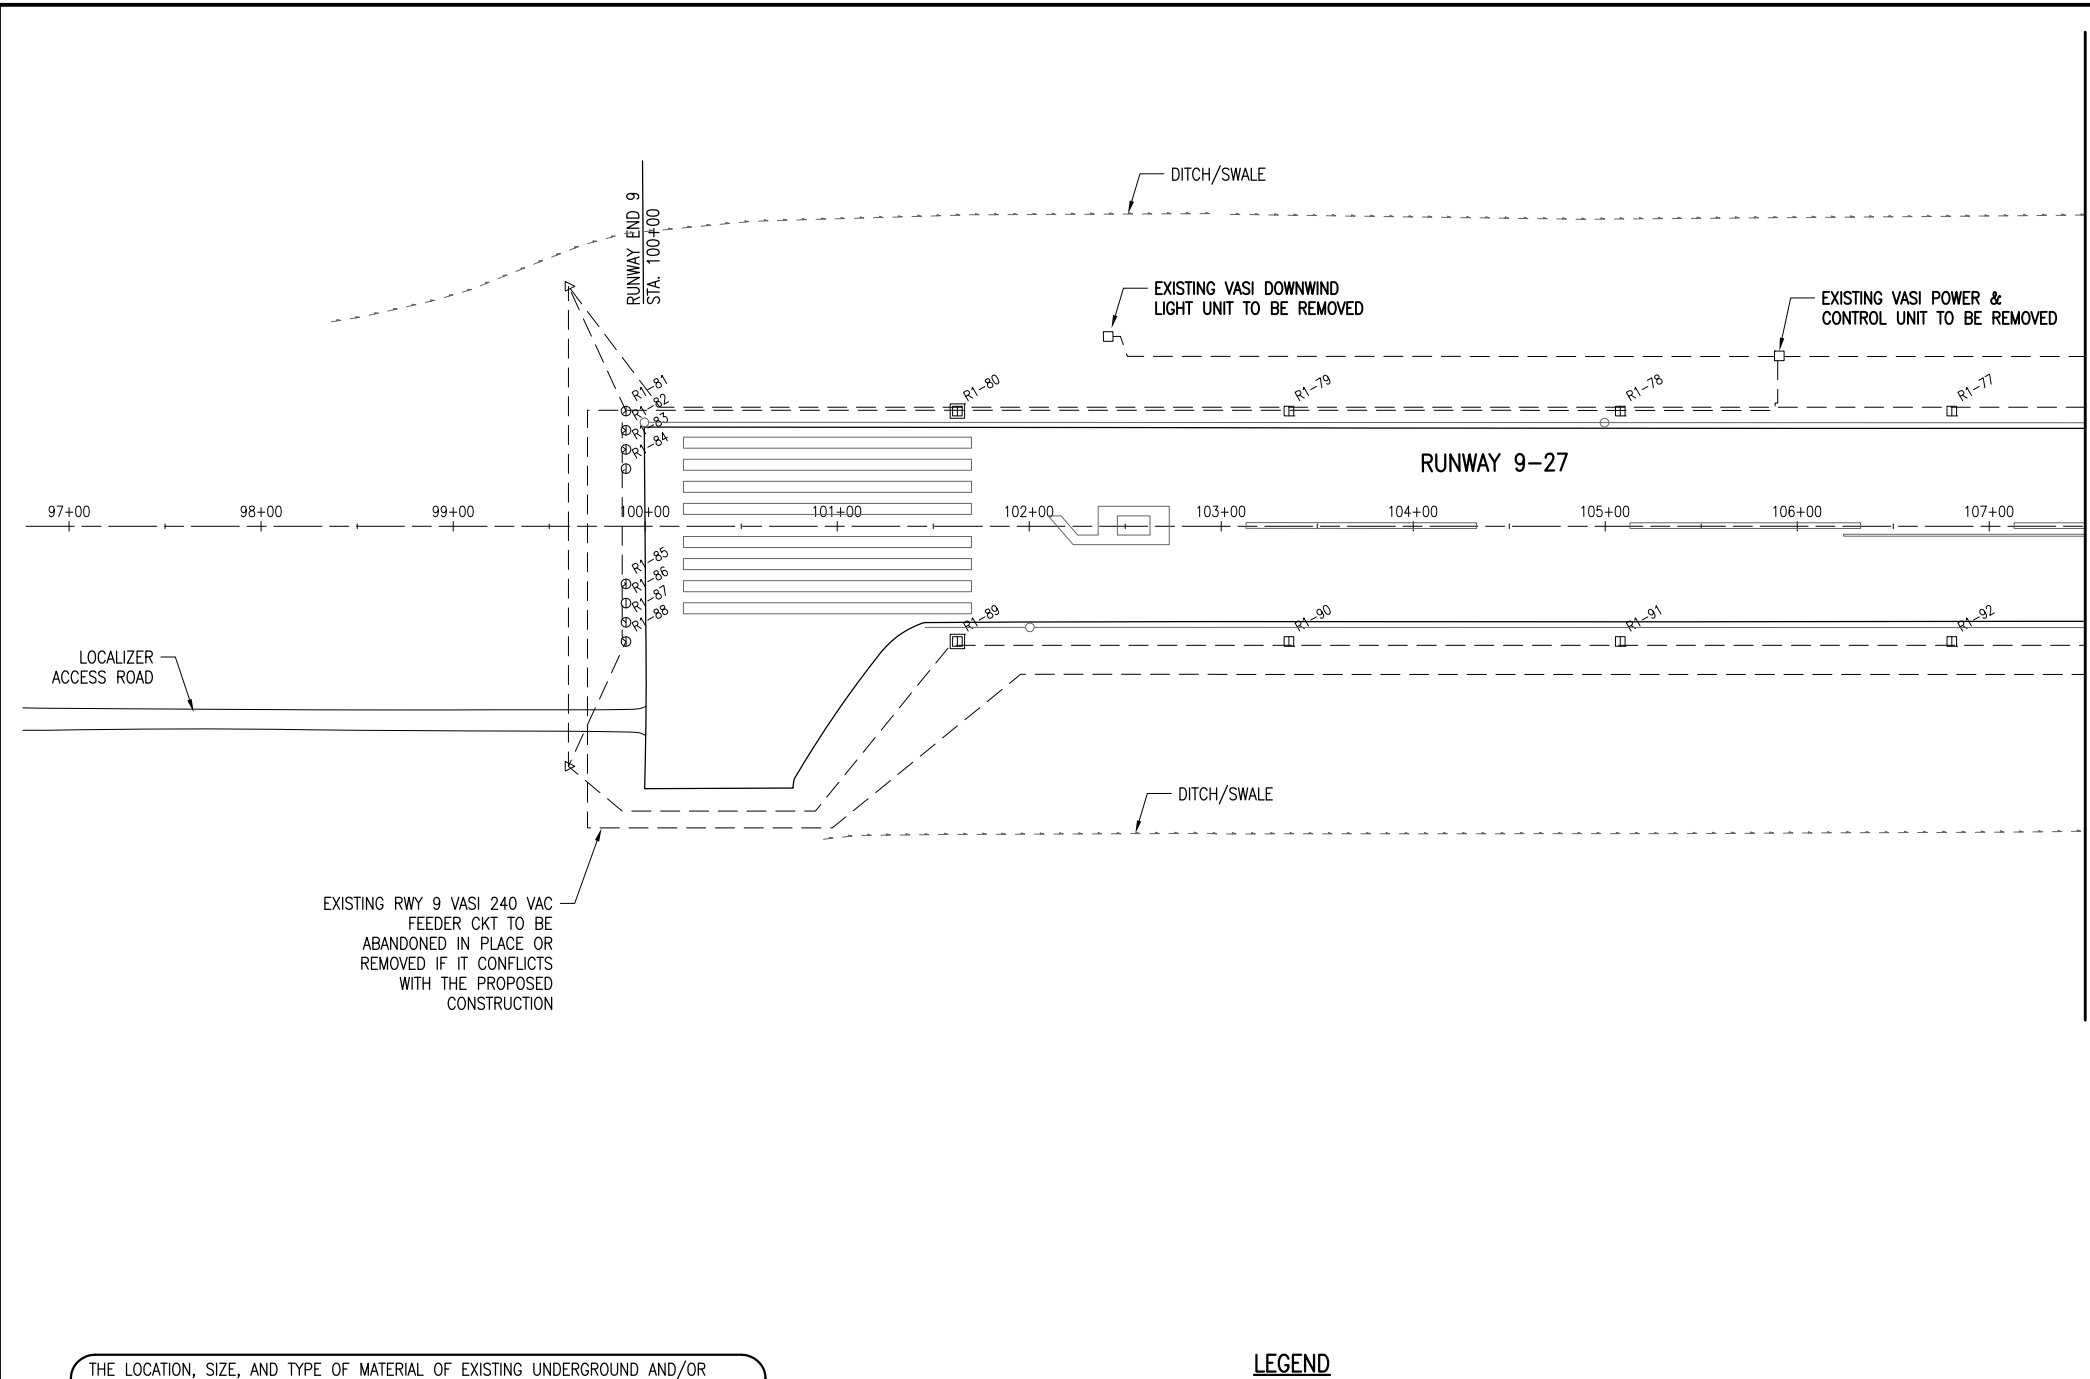 DITCH/SWALE
RUNWAY END 9
STA. 100+00
EXISTING VASI DOWNWIND
LIGHT UNIT TO BE REMOVED
EXISTING VASI POWER &
CONTROL UNIT TO BE REMOVED
R1-81
R1-82
R1-83
R1-84
R1-80
R1-79
R1-78
R1-77
RUNWAY 9-27
97+00
98+00
99+00
100+00
101+00
102+00
103+00
104+00
105+00
106+00
107+00
R1-85
R1-86
R1-87
R1-88
R1-89
R1-90
R1-91
R1-92
LOCALIZER
ACCESS ROAD
DITCH/SWALE
EXISTING RWY 9 VASI 240 VAC
FEEDER CKT TO BE
ABANDONED IN PLACE OR
REMOVED IF IT CONFLICTS
WITH THE PROPOSED
CONSTRUCTION
THE LOCATION, SIZE, AND TYPE OF MATERIAL OF EXISTING UNDERGROUND AND/OR
LEGEND